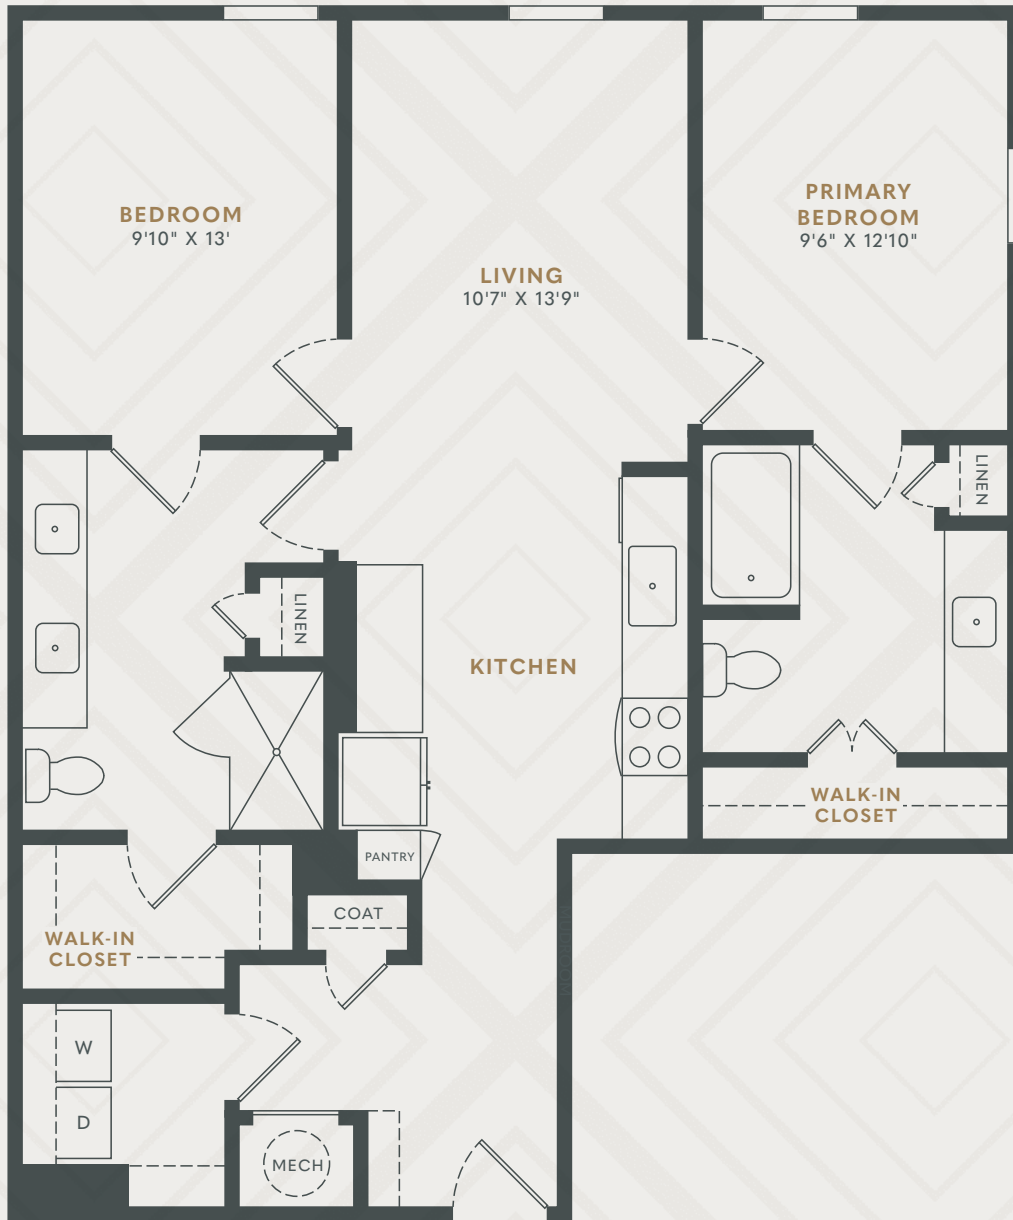 BEDROOM
9'10" X 13'
PRIMARY
BEDROOM
9'6" X 12'10"
LIVING
10'7" X 13'9"
LINEN
LINEN
KITCHEN
WALK-IN
CLOSET
PANTRY
COAT
WALK-IN
CLOSET
MUDROOM
W
D
MECH